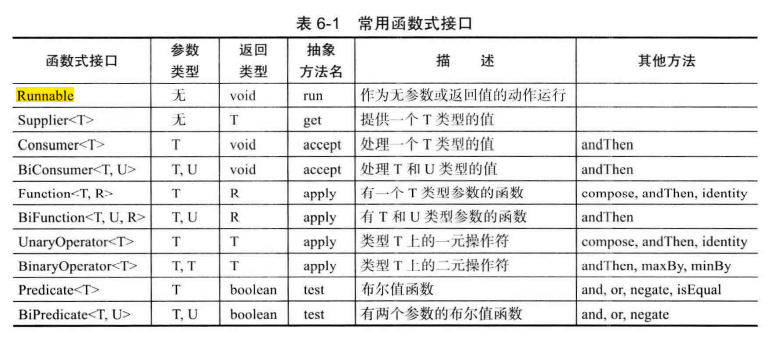 表 6-1 常用函数式接口
函数式接口 参数类型 返回类型 抽象方法名 描 述 其他方法
Runnable 无 void run 作为无参数或返回值的动作运行
Supplier<T> 无 T get 提供一个 T 类型的值
Consumer<T> T void accept 处理一个 T 类型的值 andThen
BiConsumer<T, U> T, U void accept 处理 T 和 U 类型的值 andThen
Function<T, R> T R apply 有一个 T 类型参数的函数 compose, andThen, identity
BiFunction<T, U, R> T, U R apply 有 T 和 U 类型参数的函数 andThen
UnaryOperator<T> T T apply 类型 T 上的一元操作符 compose, andThen, identity
BinaryOperator<T> T, T T apply 类型 T 上的二元操作符 andThen, maxBy, minBy
Predicate<T> T boolean test 布尔值函数 and, or, negate, isEqual
BiPredicate<T, U> T, U boolean test 有两个参数的布尔值函数 and, or, negate